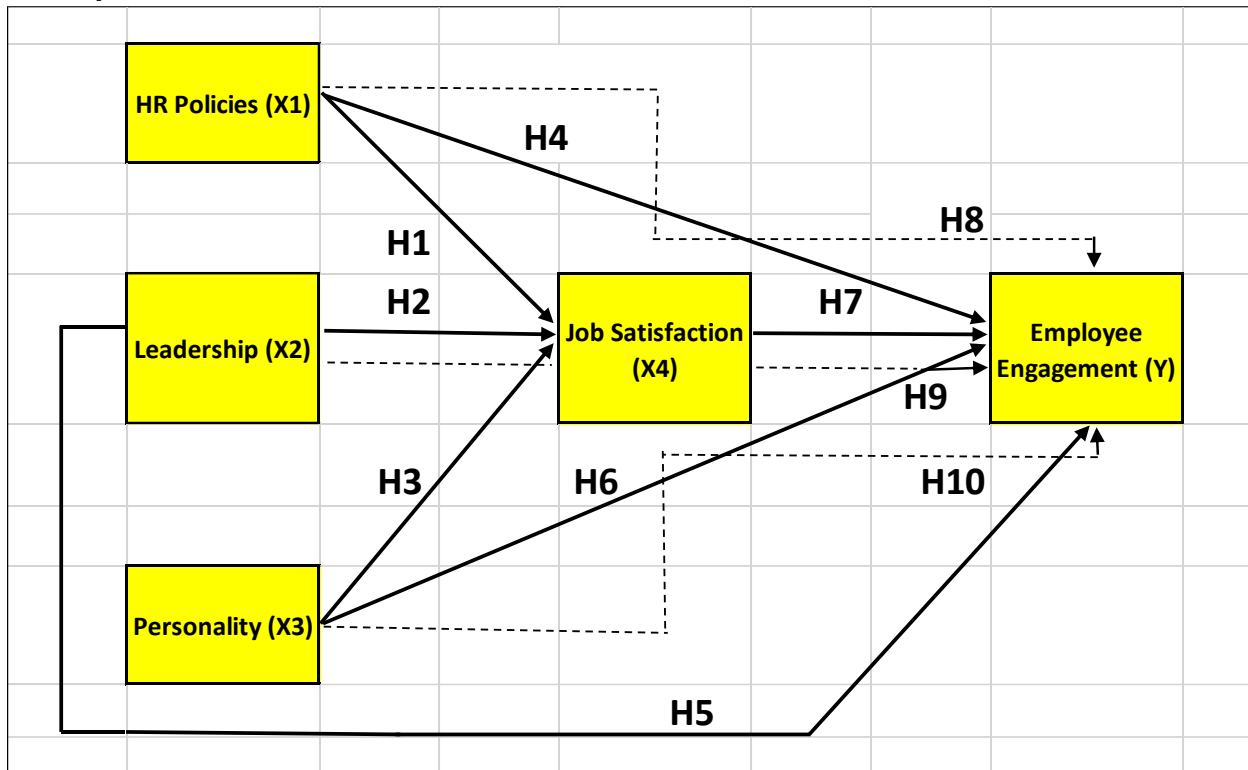 HR Policies (X1)
H4
H8
H1
H2
H7
Leadership (X2)
Job Satisfaction
(X4)
Employee
Engagement (Y)
H9
H3
H6
H10
Personality (X3)
H5